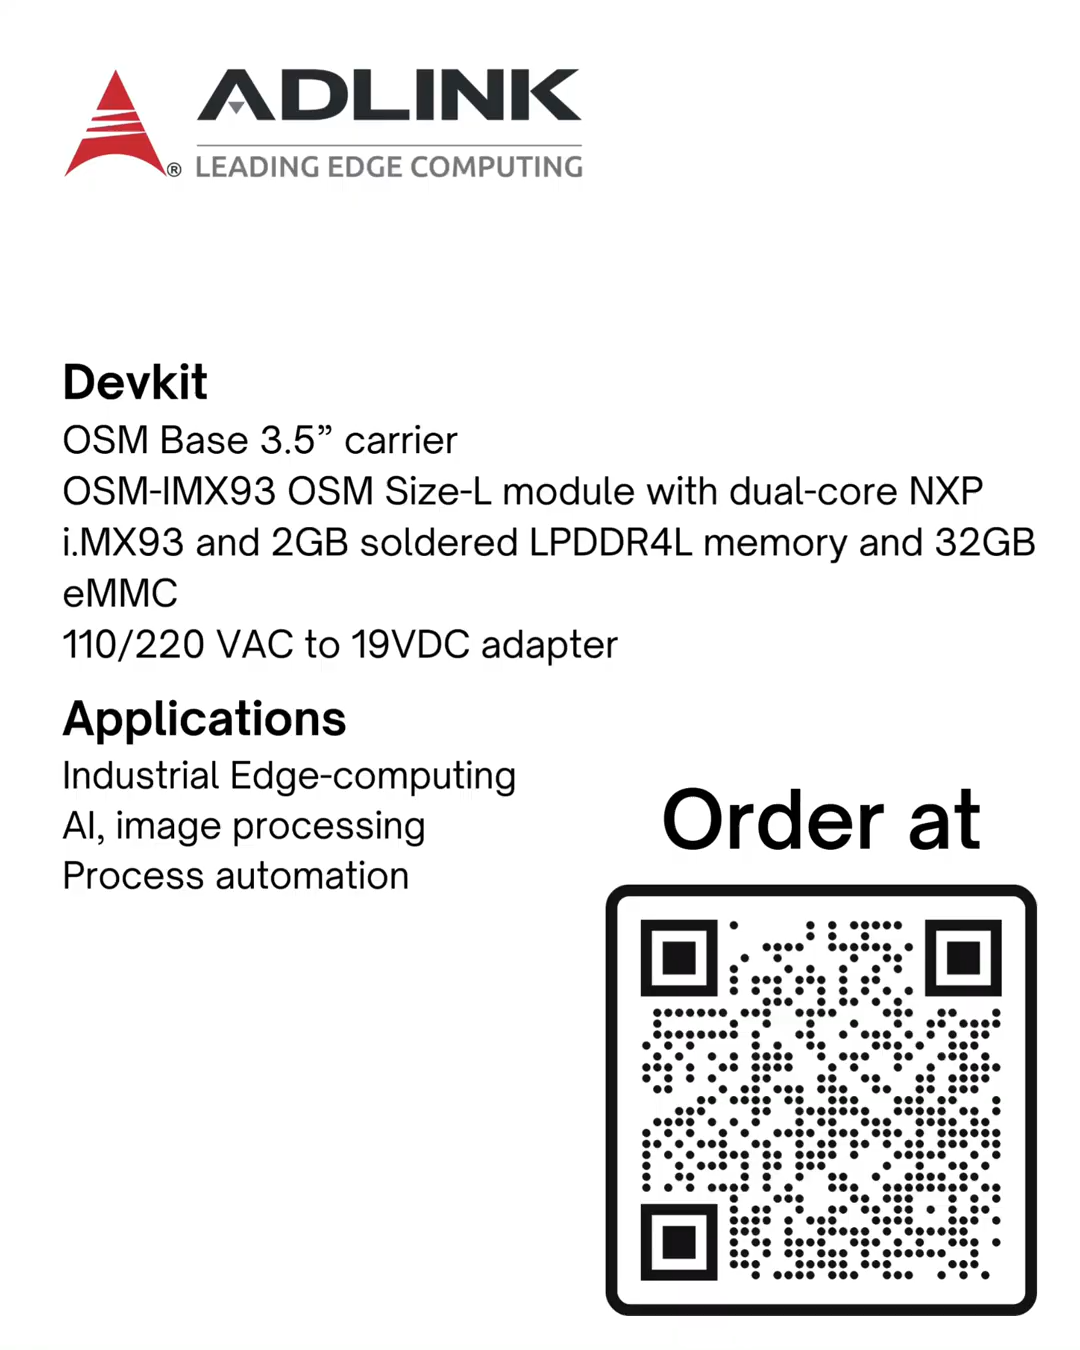 ADLINK
LEADING EDGE COMPUTING
Devkit
OSM Base 3.5” carrier
OSM-IMX93 OSM Size-L module with dual-core NXP
i.MX93 and 2GB soldered LPDDR4L memory and 32GB
eMMC
110/220 VAC to 19VDC adapter
Applications
Industrial Edge-computing
AI, image processing
Process automation
Order at